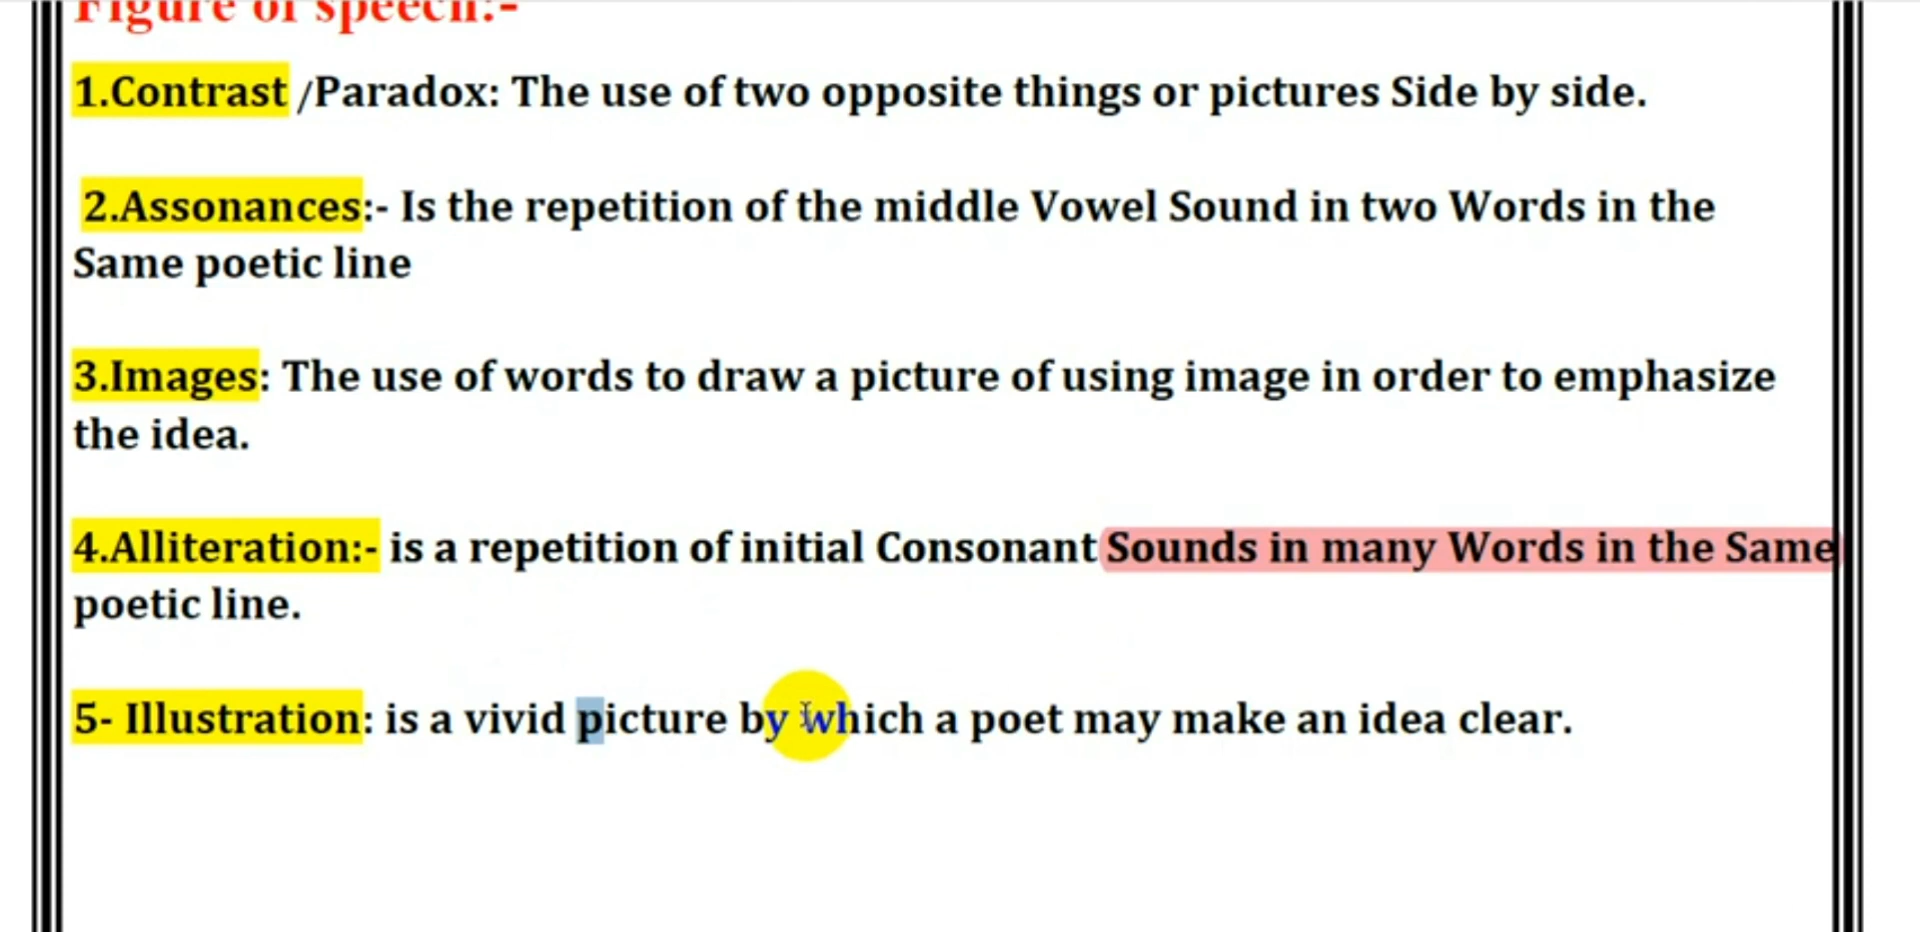 Figure of speech:-
1.Contrast /Paradox: The use of two opposite things or pictures Side by side.
2.Assonances:- Is the repetition of the middle Vowel Sound in two Words in the
Same poetic line
3.Images: The use of words to draw a picture of using image in order to emphasize
the idea.
4.Alliteration:- is a repetition of initial Consonant Sounds in many Words in the Same
poetic line.
5- Illustration: is a vivid picture by which a poet may make an idea clear.